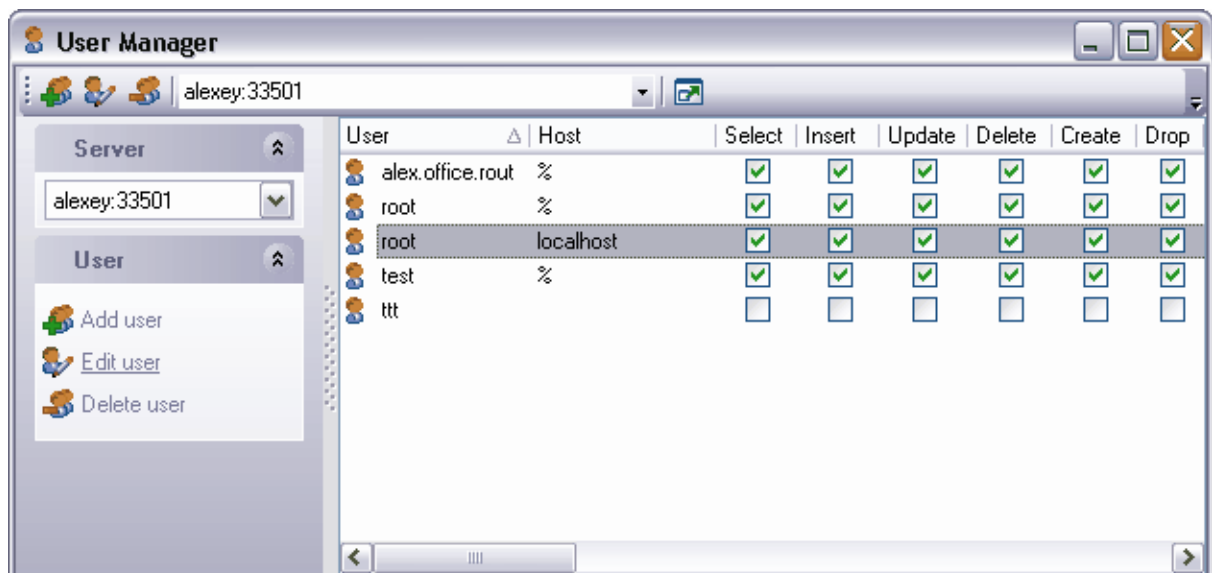 User Manager
alexey:33501
Server
alexey:33501
User
Add user
Edit user
Delete user
User Host Select Insert Update Delete Create Drop
alex.office.rout %
root %
root localhost
test %
ttt